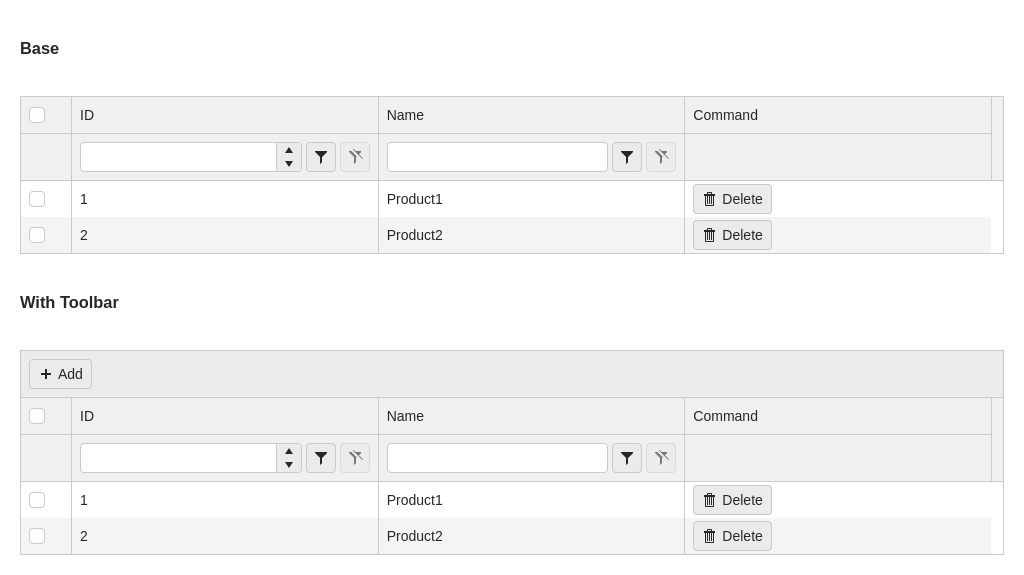 Base
ID Name Command
1 Product1 Delete
2 Product2 Delete
With Toolbar
Add
ID Name Command
1 Product1 Delete
2 Product2 Delete